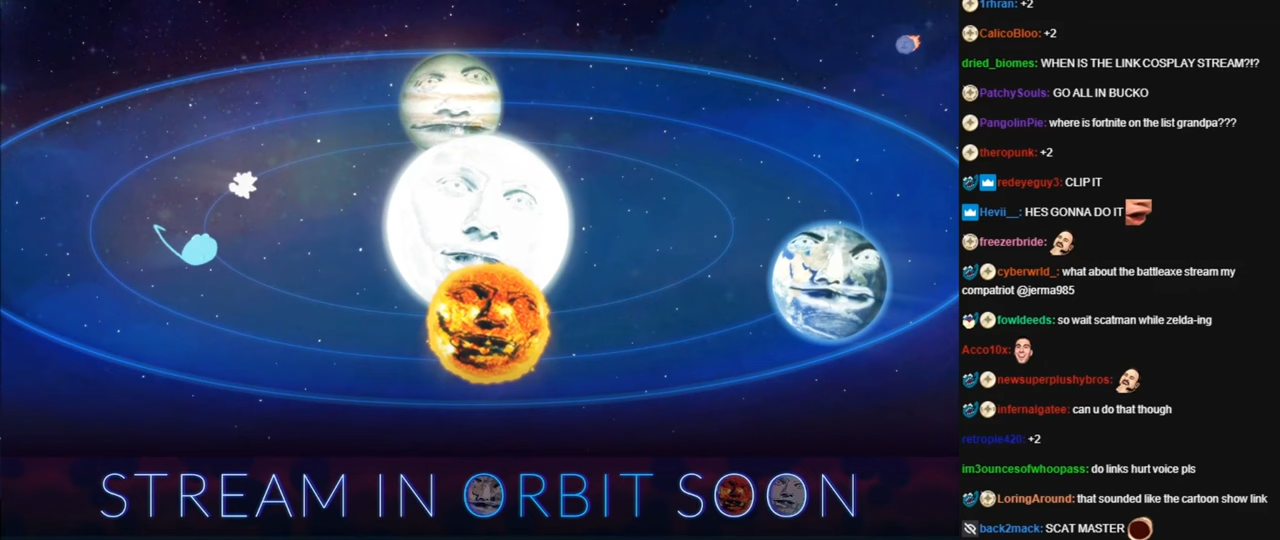 STREAM IN ORBIT SOON
1rhran: +2
CalicoBloo: +2
dried_biomes: WHEN IS THE LINK COSPLAY STREAM?!?
PatchySouls: GO ALL IN BUCKO
PangolinPie: where is fortnite on the list grandpa???
theropunk: +2
redeyeguy3: CLIP IT
Hevii__: HES GONNA DO IT
freezerbride:
cyberwrld_: what about the battleaxe stream my
compatriot @jerma985
fowldeeds: so wait scatman while zelda-ing
Acco10x:
newsuperplushybros:
infernalgatee: can u do that though
retropie420: +2
im3ouncesofwhoopass: do links hurt voice pls
LoringAround: that sounded like the cartoon show link
back2mack: SCAT MASTER